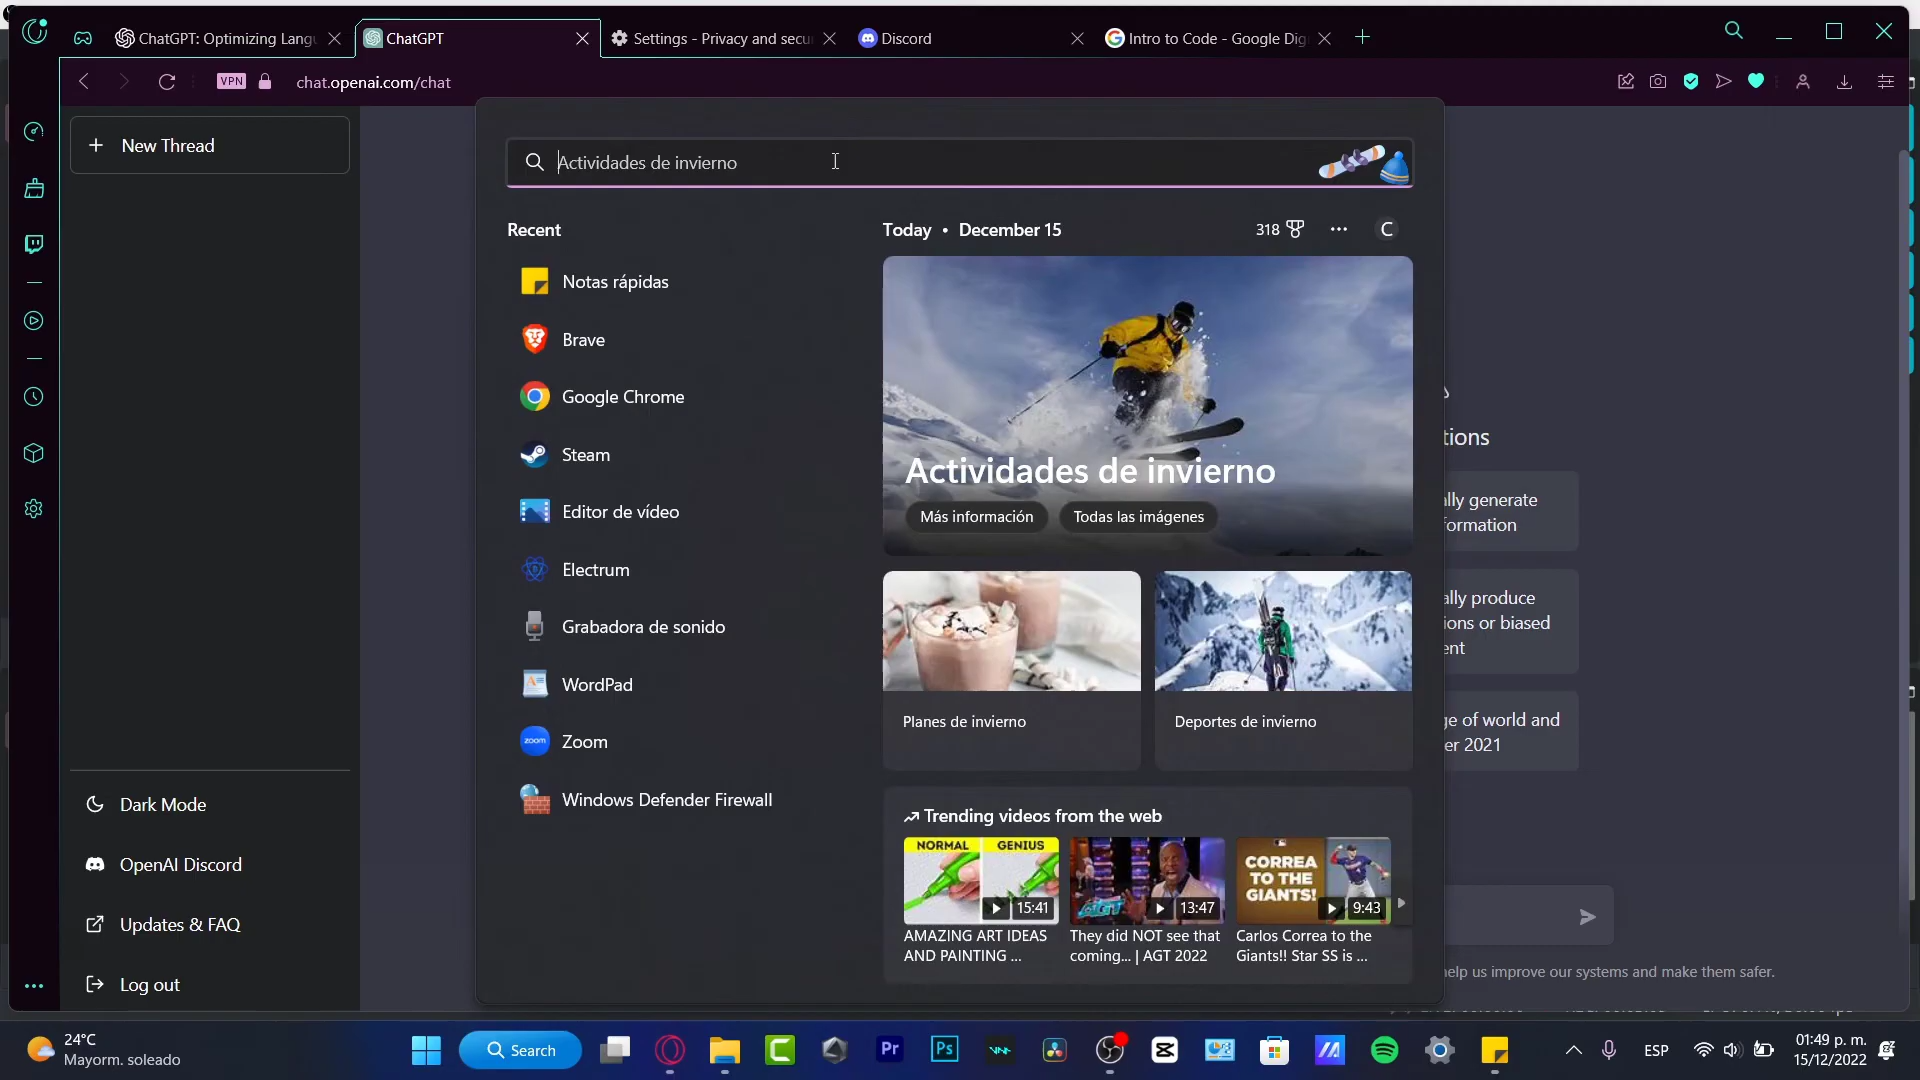 ChatGPT: Optimizing Langu
ChatGPT
Settings - Privacy and secu
Discord
Intro to Code - Google Dig
VPN
chat.openai.com/chat
New Thread
Actividades de invierno
Recent
Today • December 15
318
C
Notas rápidas
Brave
Google Chrome
Steam
Editor de vídeo
Electrum
Grabadora de sonido
WordPad
zoom
Zoom
Windows Defender Firewall
Actividades de invierno
Más información
Todas las imágenes
Planes de invierno
Deportes de invierno
Trending videos from the web
NORMAL
GENIUS
15:41
AMAZING ART IDEAS
AND PAINTING ...
AGT
13:47
They did NOT see that
coming... | AGT 2022
CORREA
TO THE
GIANTS!
9:43
Carlos Correa to the
Giants!! Star SS is ...
tions
ally generate
formation
ally produce
ions or biased
ent
ge of world and
er 2021
help us improve our systems and make them safer.
Dark Mode
OpenAI Discord
Updates & FAQ
Log out
24°C
Mayorm. soleado
Search
Pr
Ps
ESP
01:49 p. m.
15/12/2022